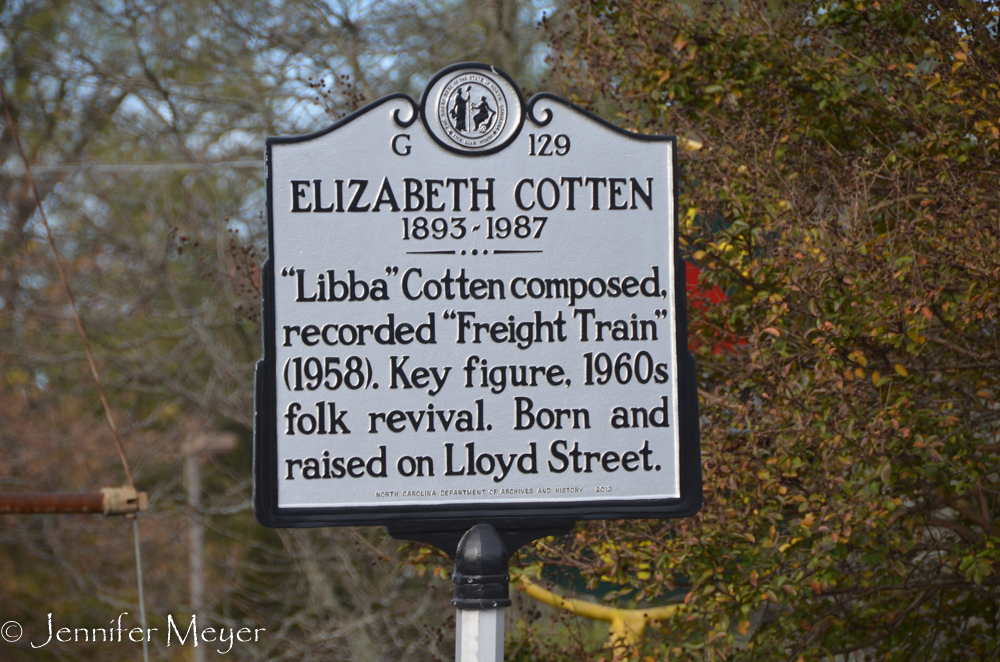 G 129
ELIZABETH COTTEN
1893-1987
"Libba" Cotten composed,
recorded "Freight Train"
(1958). Key figure, 1960s
folk revival. Born and
raised on Lloyd Street.
NORTH CAROLINA DEPARTMENT OF ARCHIVES AND HISTORY 2013
© Jennifer Meyer